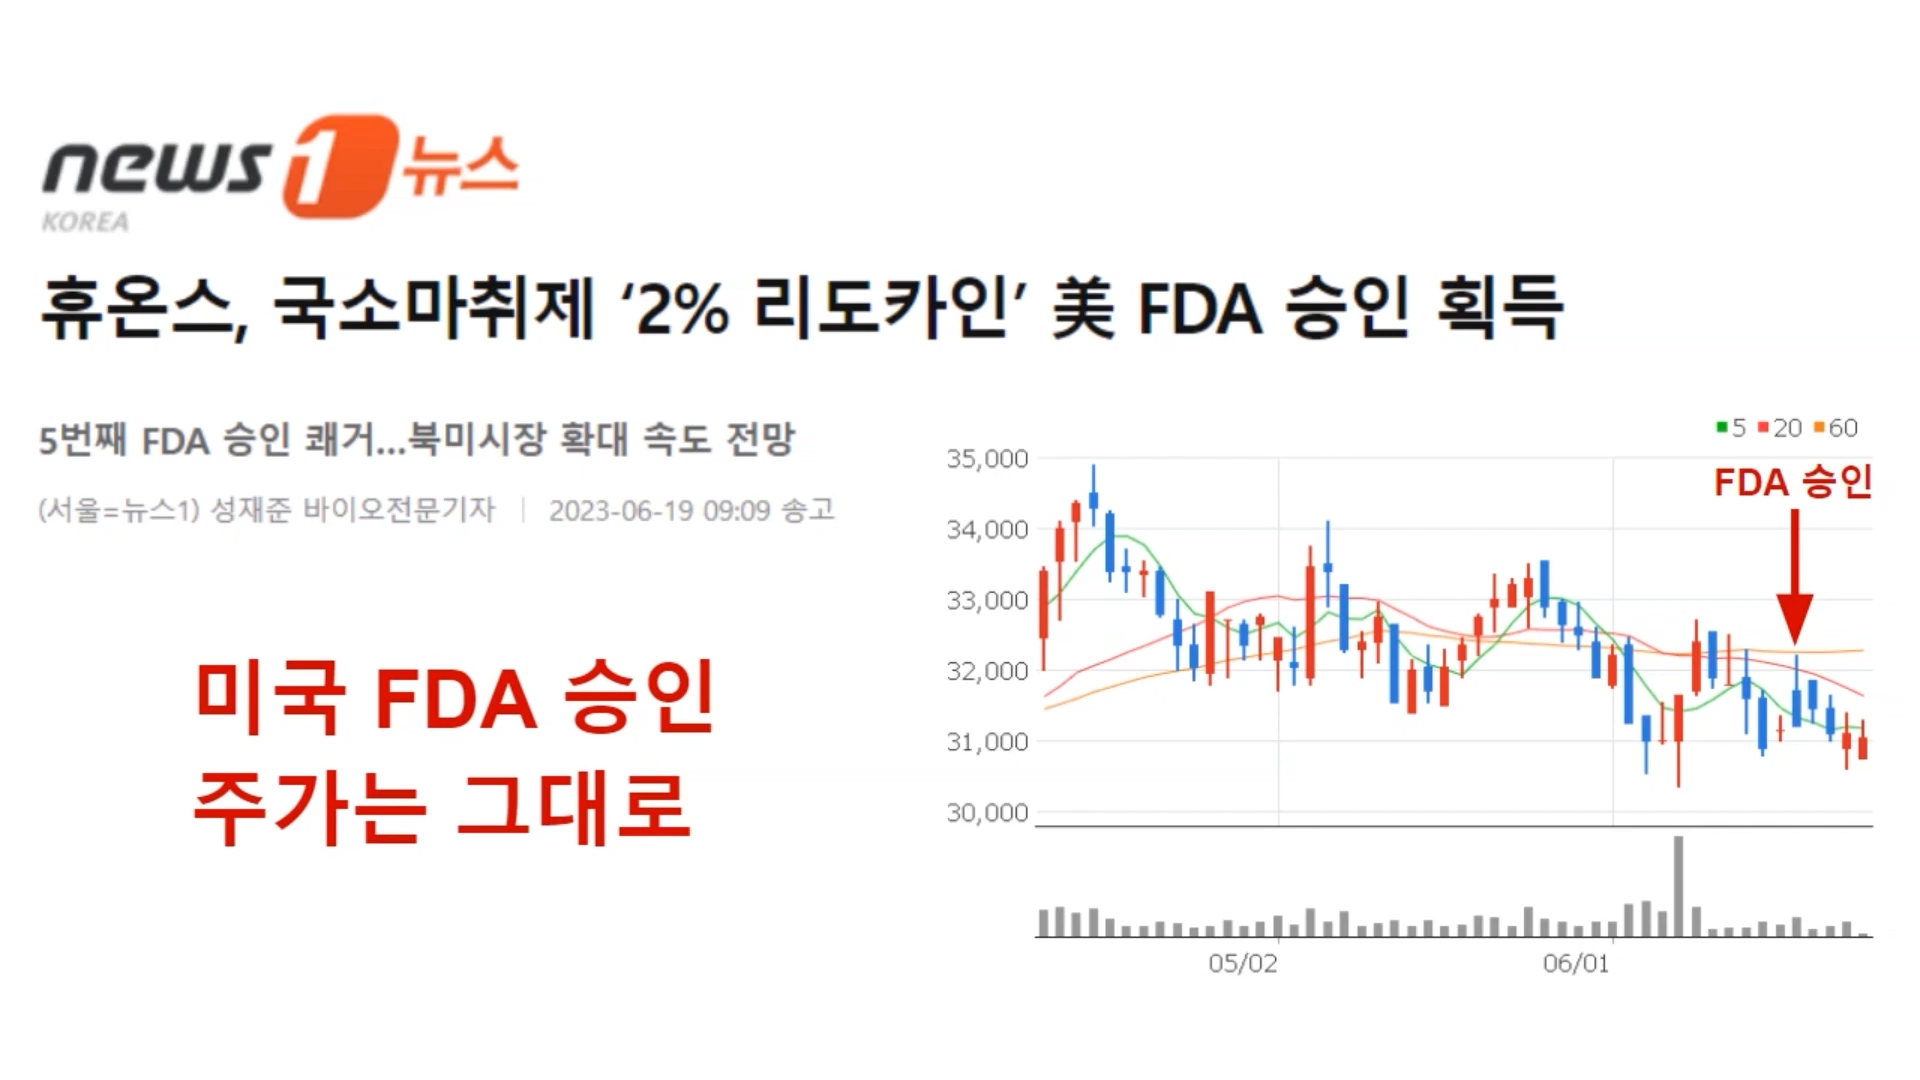 news1뉴스
KOREA
휴온스, 국소마취제 ‘2% 리도카인’ 美 FDA 승인 획득
5번째 FDA 승인 쾌거...북미시장 확대 속도 전망
(서울=뉴스1) 성재준 바이오전문기자 | 2023-06-19 09:09 송고
미국 FDA 승인
주가는 그대로
5 20 60
FDA 승인
35,000
34,000
33,000
32,000
31,000
30,000
05/02 06/01